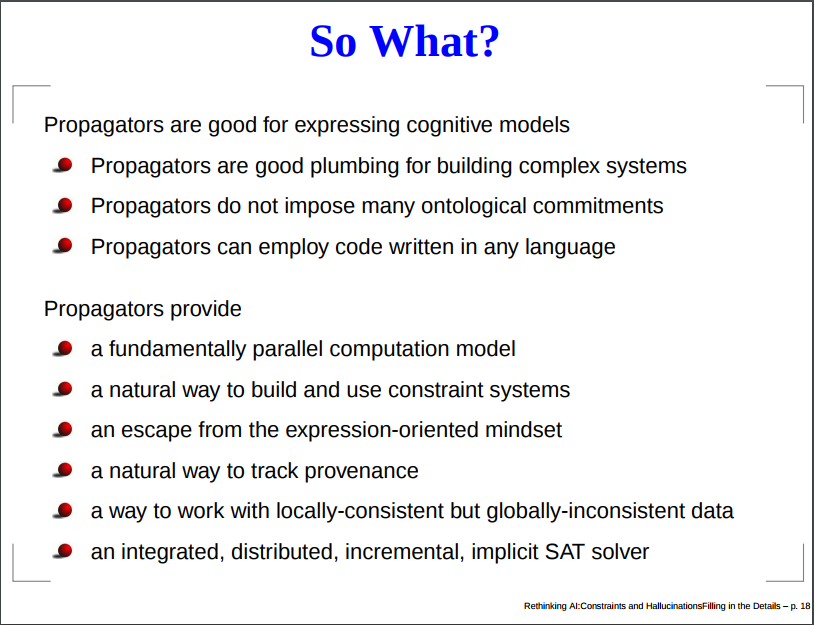 So What?
Propagators are good for expressing cognitive models
Propagators are good plumbing for building complex systems
Propagators do not impose many ontological commitments
Propagators can employ code written in any language
Propagators provide
a fundamentally parallel computation model
a natural way to build and use constraint systems
an escape from the expression-oriented mindset
a natural way to track provenance
a way to work with locally-consistent but globally-inconsistent data
an integrated, distributed, incremental, implicit SAT solver
Rethinking AI:Constraints and HallucinationsFilling in the Details – p. 18